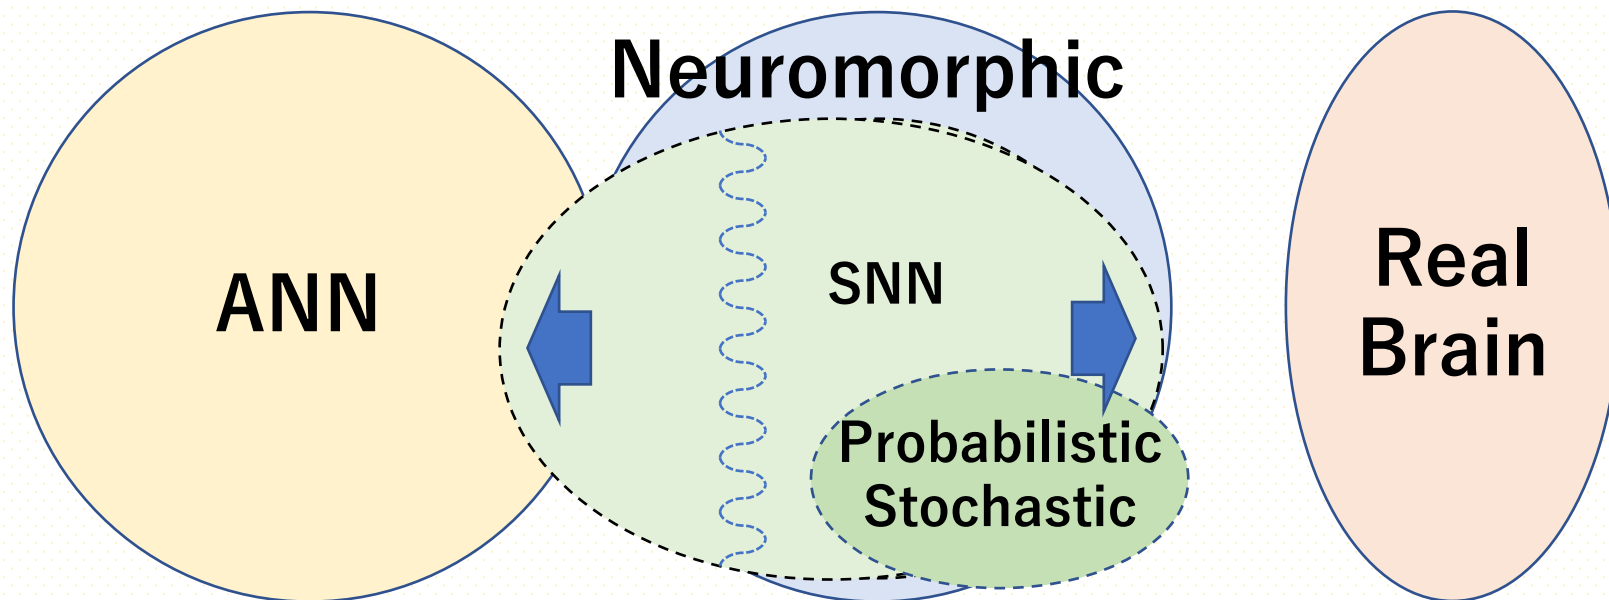 Neuromorphic
ANN
SNN
Real
Brain
Probabilistic
Stochastic